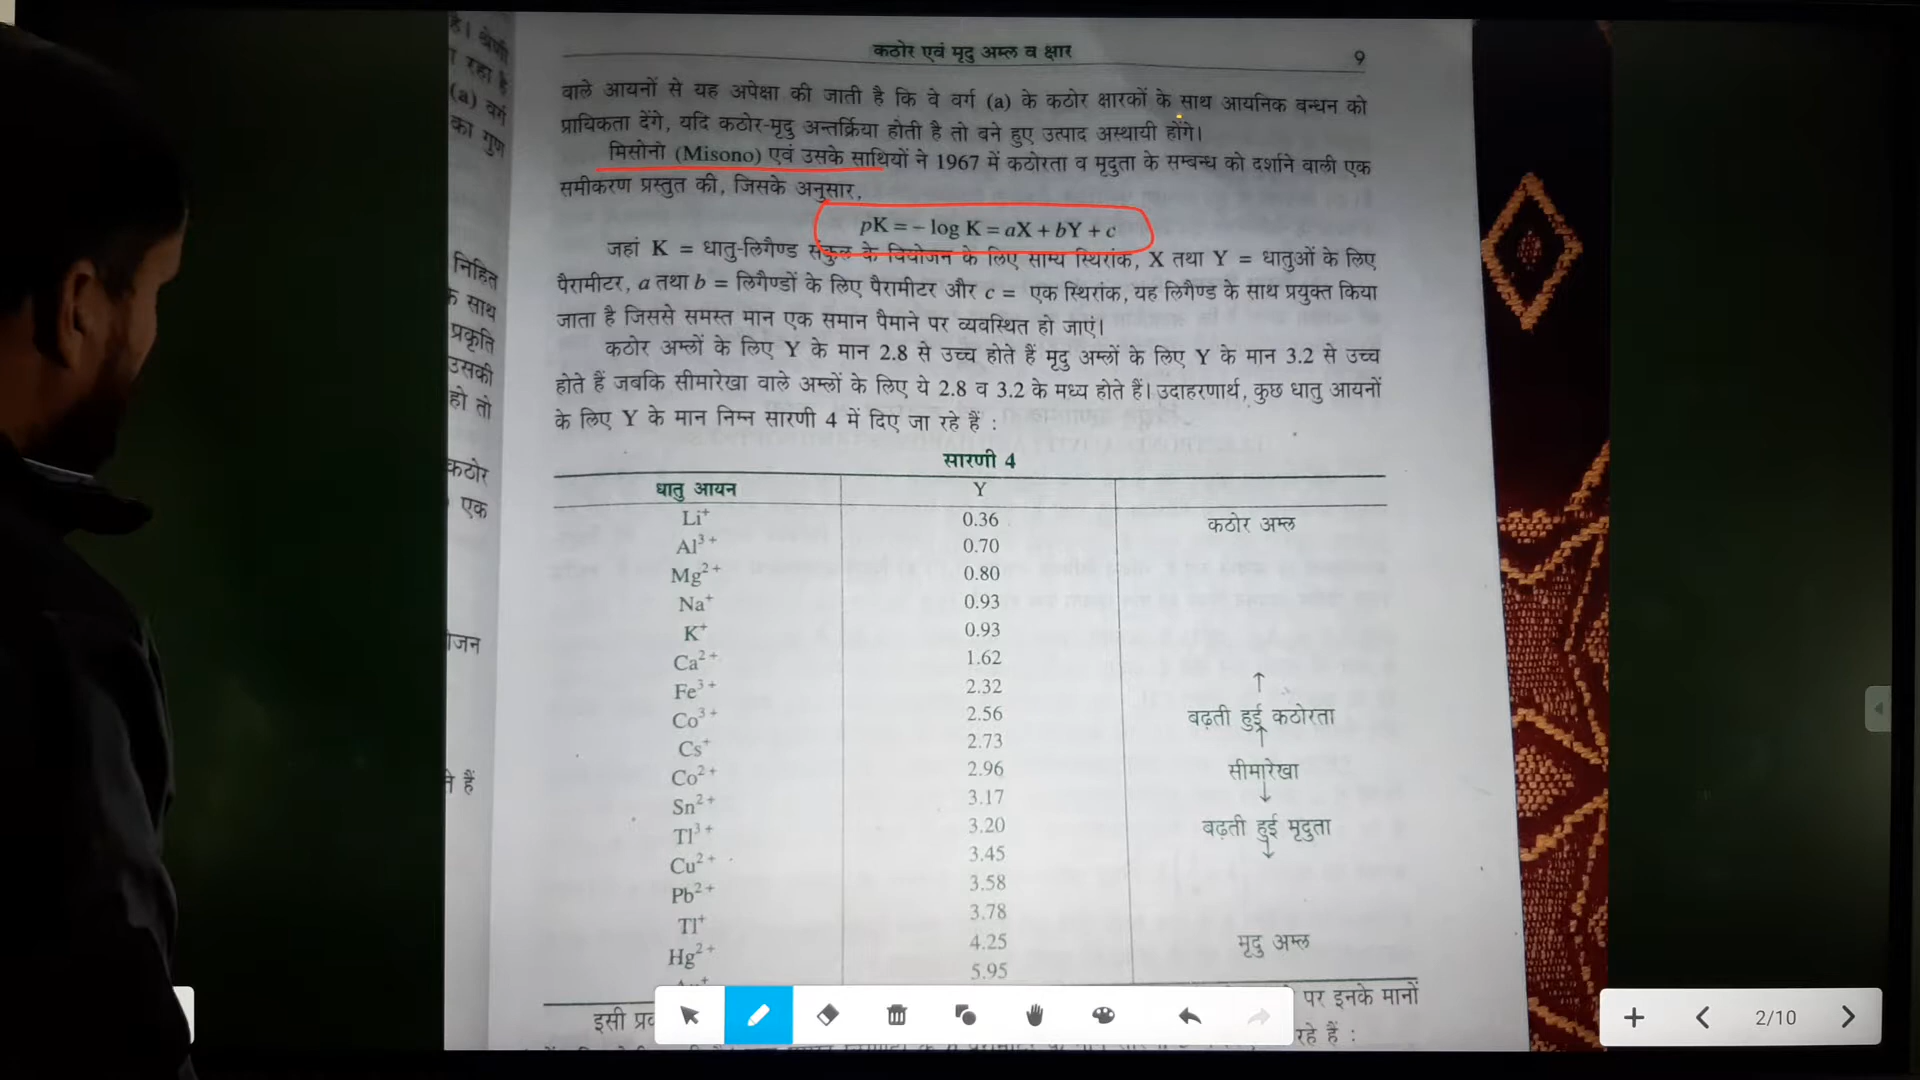 है। श्रेणी
रहा है
(a) वर्ग
का गुण
निहित
के साथ
प्रकृति
उसकी
हो तो
कठोर
एक
कठोर एवं मृदु अम्ल व क्षार 9
वाले आयनों से यह अपेक्षा की जाती है कि वे वर्ग (a) के कठोर क्षारकों के साथ आयनिक बन्धन को
प्राथिकता देंगे, यदि कठोर-मृदु अन्तर्क्रिया होती है तो बने हुए उत्पाद अस्थायी होंगे।
मिसोनो (Misono) एवं उसके साथियों ने 1967 में कठोरता व मृदुता के सम्बन्ध को दर्शाने वाली एक
समीकरण प्रस्तुत की, जिसके अनुसार,
pK = – log K = aX + bY + c
जहां K = धातु-लिगैण्ड संकुल के वियोजन के लिए साम्य स्थिरांक, X तथा Y = धातुओं के लिए
पैरामीटर, a तथा b = लिगैण्डों के लिए पैरामीटर और c = एक स्थिरांक, यह लिगैण्ड के साथ प्रयुक्त किया
जाता है जिससे समस्त मान एक समान पैमाने पर व्यवस्थित हो जाएं।
कठोर अम्लों के लिए Y के मान 2.8 से उच्च होते हैं मृदु अम्लों के लिए Y के मान 3.2 से उच्च
होते हैं जबकि सीमारेखा वाले अम्लों के लिए ये 2.8 व 3.2 के मध्य होते हैं। उदाहरणार्थ, कुछ धातु आयनों
के लिए Y के मान निम्न सारणी 4 में दिए जा रहे हैं :
सारणी 4
धातु आयन Y
Li⁺ 0.36 कठोर अम्ल
Al³⁺ 0.70
Mg²⁺ 0.80
Na⁺ 0.93
K⁺ 0.93
Ca²⁺ 1.62
Fe³⁺ 2.32 ↑
Co³⁺ 2.56 बढ़ती हुई कठोरता
Cs⁺ 2.73 ↑
Co²⁺ 2.96 सीमारेखा
Sn²⁺ 3.17 ↓
Tl³⁺ 3.20 बढ़ती हुई मृदुता
Cu²⁺ 3.45 ↓
Pb²⁺ 3.58
Tl⁺ 3.78
Hg²⁺ 4.25 मृदु अम्ल
5.95
इसी पर इनके मानों
रहे हैं :
2/10